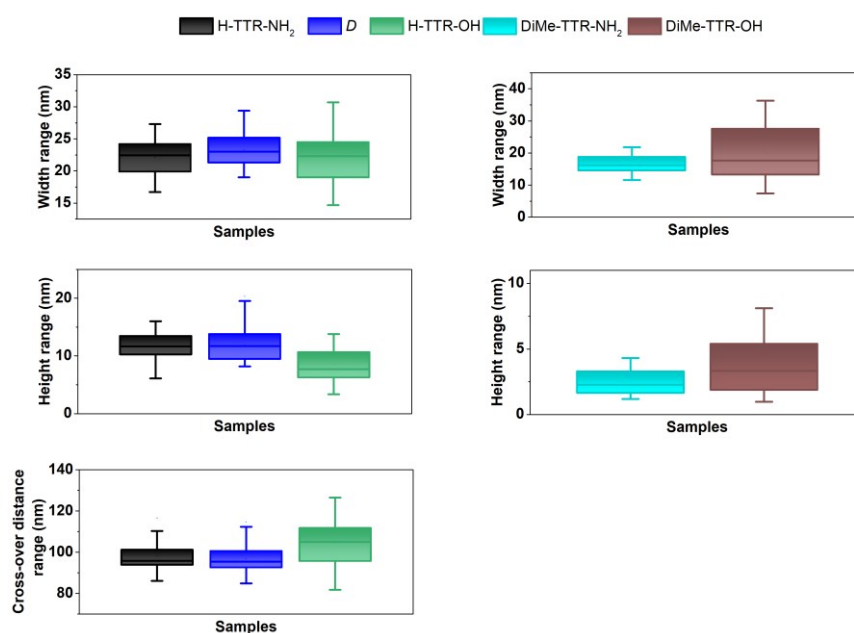 H-TTR-NH2 D H-TTR-OH DiMe-TTR-NH2 DiMe-TTR-OH
Width range (nm)
35
30
25
20
15
Samples
Width range (nm)
40
30
20
10
0
Samples
Height range (nm)
20
10
0
Samples
Height range (nm)
10
5
0
Samples
Cross-over distance
range (nm)
140
120
100
80
Samples